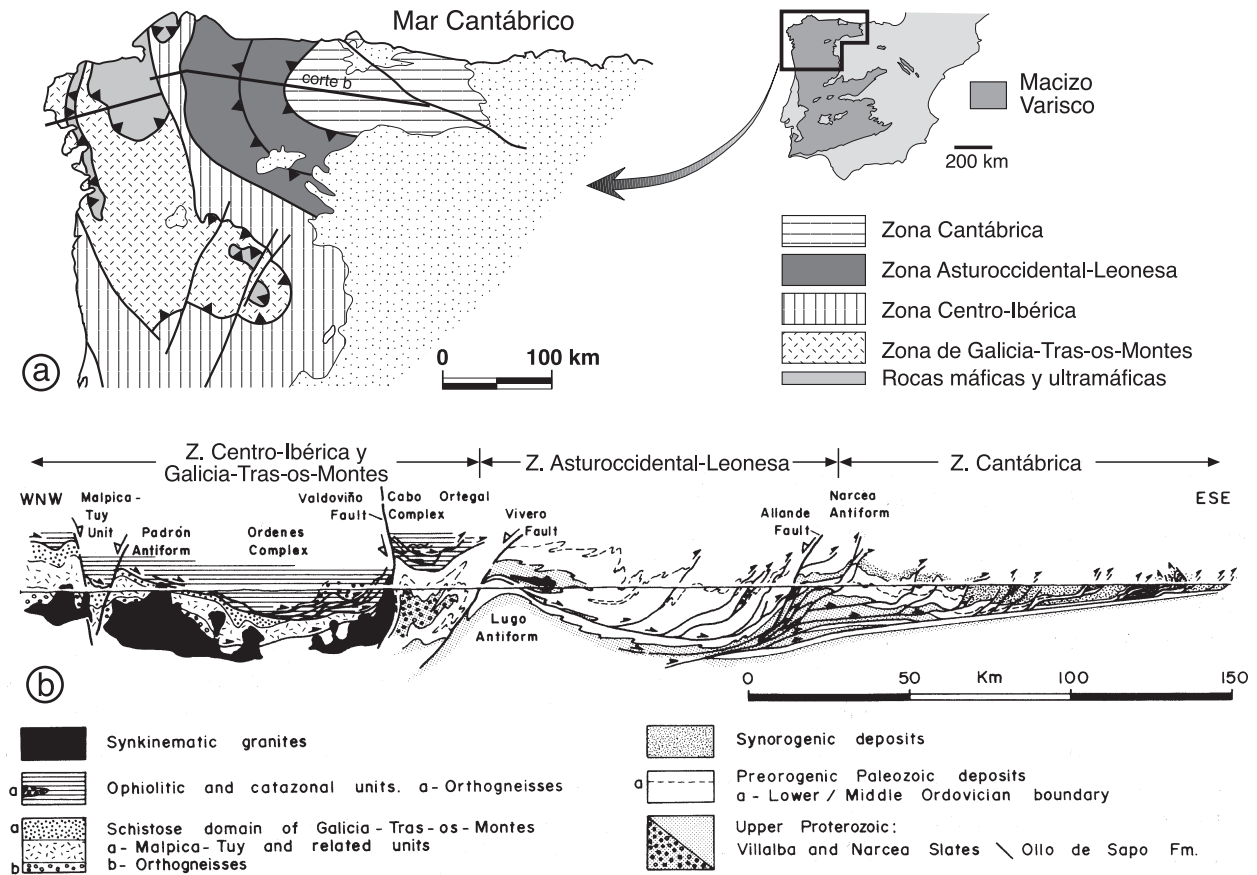 Mar Cantábrico
corte b
Macizo
Varisco
200 km
Zona Cantábrica
Zona Asturoccidental-Leonesa
Zona Centro-Ibérica
Zona de Galicia-Tras-os-Montes
Rocas máficas y ultramáficas
0 100 km
a
Z. Centro-Ibérica y
Galicia-Tras-os-Montes
Z. Asturoccidental-Leonesa
Z. Cantábrica
WNW
Malpica-
Tuy
Unit
Padrón
Antiform
Ordenes
Complex
Valdoviño
Fault
Cabo Ortegal
Complex
Vivero
Fault
Lugo
Antiform
Allande
Fault
Narcea
Antiform
ESE
b
0 50 Km 100 150
Synkinematic granites
a
Ophiolitic and catazonal units. a-Orthogneisses
a
b
Schistose domain of Galicia-Tras-os-Montes
a-Malpica-Tuy and related units
b-Orthogneisses
Synorogenic deposits
a
Preorogenic Paleozoic deposits
a-Lower/Middle Ordovician boundary
Upper Proterozoic:
Villalba and Narcea Slates \ Ollo de Sapo Fm.